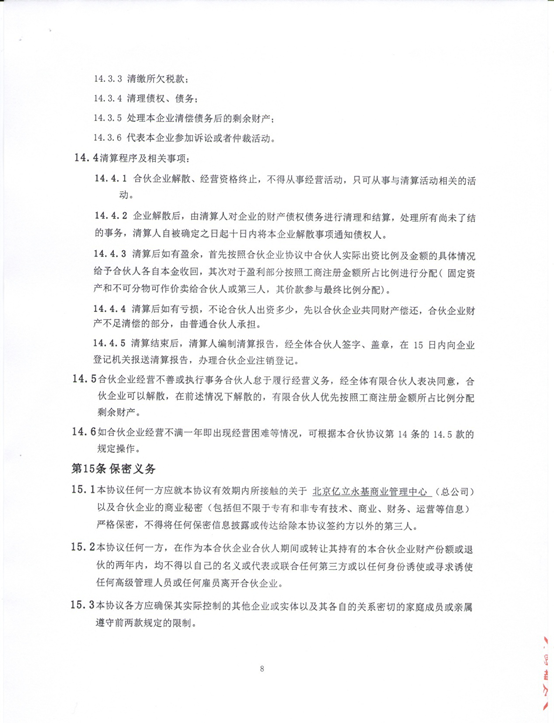 14.3.3 清缴所欠税款；
14.3.4 清理债权、债务；
14.3.5 处理本企业清偿债务后的剩余财产；
14.3.6 代表本企业参加诉讼或者仲裁活动。
14.4清算程序及相关事项：
14.4.1 合伙企业解散、经营资格终止，不得从事经营活动，只可从事与清算活动相关的活
动。
14.4.2 企业解散后，由清算人对企业的财产债权债务进行清理和结算，处理所有尚未了结
的事务，清算人自被确定之日起十日内将本企业解散事项通知债权人。
14.4.3 清算后如有盈余，首先按照合伙企业协议中合伙人实际出资比例及金额的具体情况
给予合伙人各自本金收回，其次对于盈利部分按照工商注册金额所占比例进行分配( 固定资
产和不可分物可作价卖给合伙人或第三人，其价款参与最终比例分配)。
14.4.4 清算后如有亏损，不论合伙人出资多少，先以合伙企业共同财产偿还，合伙企业财
产不足清偿的部分，由普通合伙人承担。
14.4.5 清算结束后，清算人编制清算报告，经全体合伙人签字、盖章，在 15 日内向企业
登记机关报送清算报告，办理合伙企业注销登记。
14.5合伙企业经营不善或执行事务合伙人怠于履行经营义务，经全体有限合伙人表决同意，合
伙企业可以解散，在前述情况下解散的，有限合伙人优先按照工商注册金额所占比例分配
剩余财产。
14.6如合伙企业经营不满一年即出现经营困难等情况，可根据本合伙协议第 14 条的 14.5 款的
规定操作。
第15条 保密义务
15.1本协议任何一方应就本协议有效期内所接触的关于 北京亿立永基商业管理中心 （总公司）
以及合伙企业的商业秘密（包括但不限于专有和非专有技术、商业、财务、运营等信息）
严格保密，不得将任何保密信息披露或传达给除本协议签约方以外的第三人。
15.2本协议任何一方，在作为本合伙企业合伙人期间或转让其持有的本合伙企业财产份额或退
伙的两年内，均不得以自己的名义或代表或联合任何第三方或以任何身份诱使或寻求诱使
任何高级管理人员或任何雇员离开合伙企业。
15.3本协议各方应确保其实际控制的其他企业或实体以及其各自的关系密切的家庭成员或亲属
遵守前两款规定的限制。
8